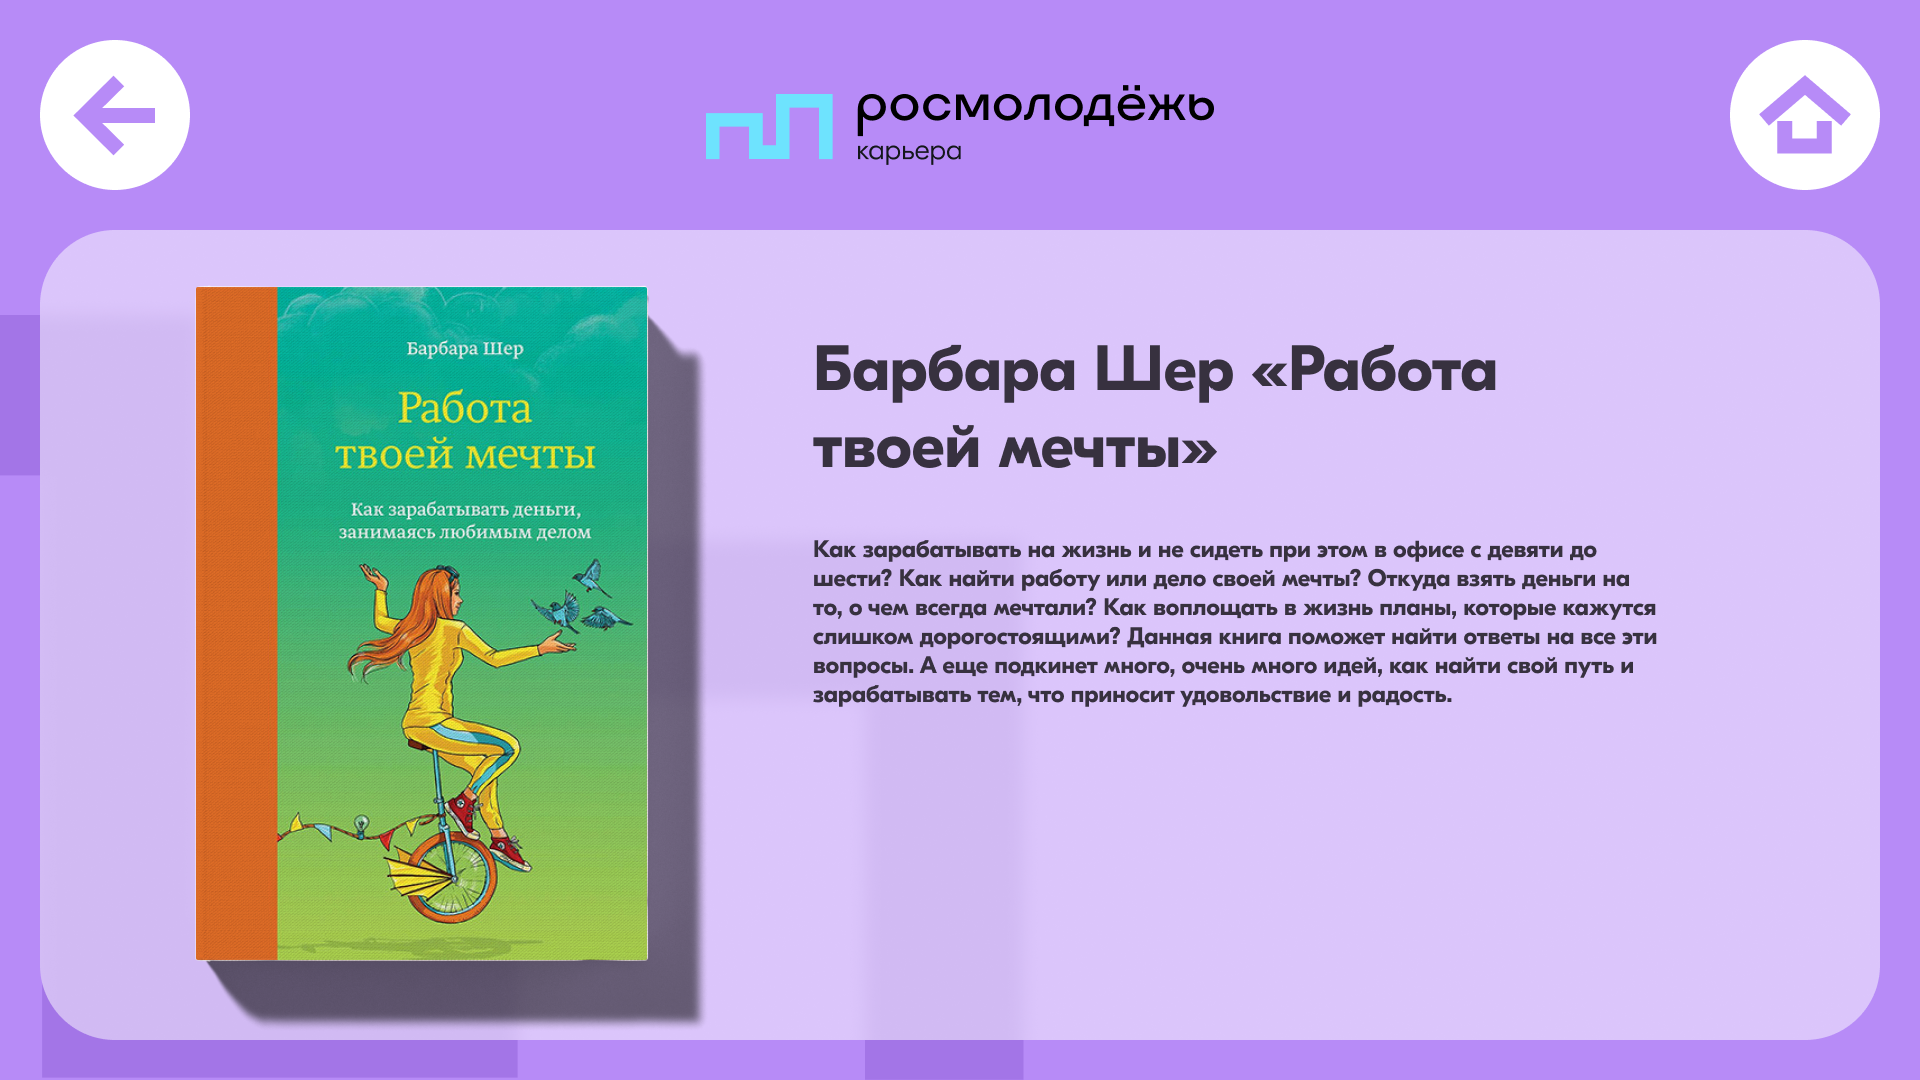 росмолодёжь
карьера
Барбара Шер
Работа
твоей мечты
Как зарабатывать деньги,
занимаясь любимым делом
Барбара Шер «Работа
твоей мечты»
Как зарабатывать на жизнь и не сидеть при этом в офисе с девяти до
шести? Как найти работу или дело своей мечты? Откуда взять деньги на
то, о чем всегда мечтали? Как воплощать в жизнь планы, которые кажутся
слишком дорогостоящими? Данная книга поможет найти ответы на все эти
вопросы. А еще подкинет много, очень много идей, как найти свой путь и
зарабатывать тем, что приносит удовольствие и радость.